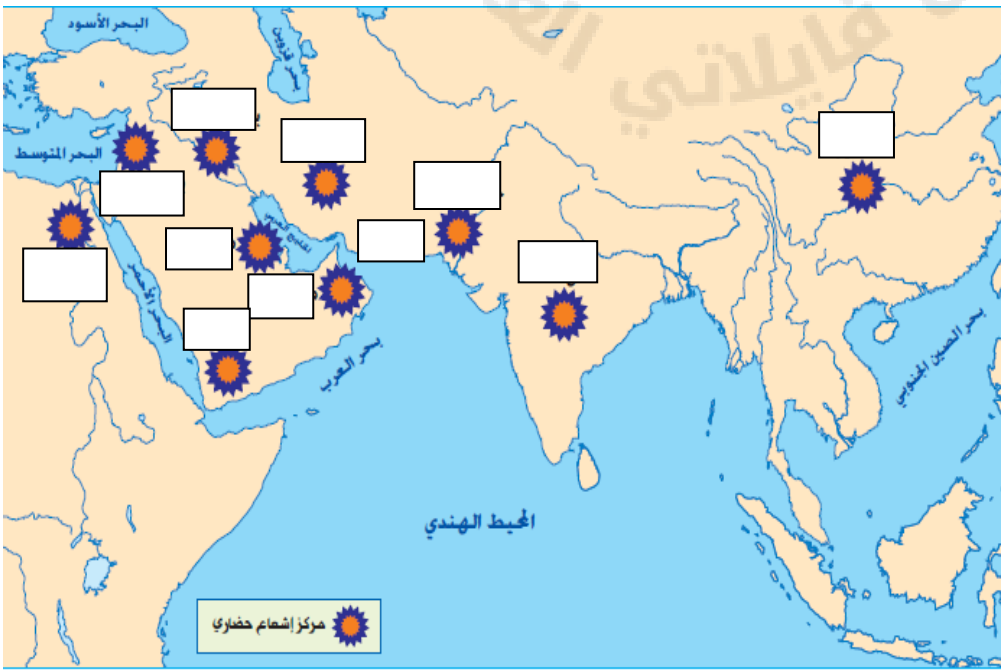 البحر الأسود
بحر قزوين
البحر المتوسط
الخليج العربي
البحر الأحمر
بحر العرب
بحر الصين الجنوبي
المحيط الهندي
مركز إشعاع حضاري